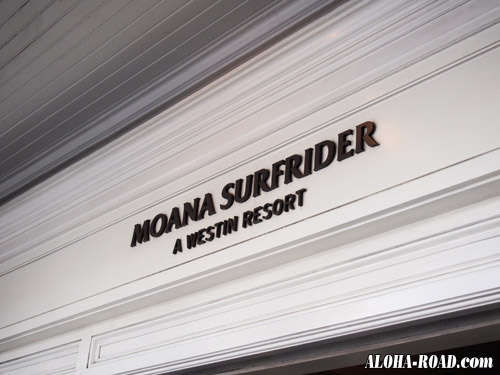 MOANA SURFRIDER
A WESTIN RESORT
ALOHA-ROAD.com